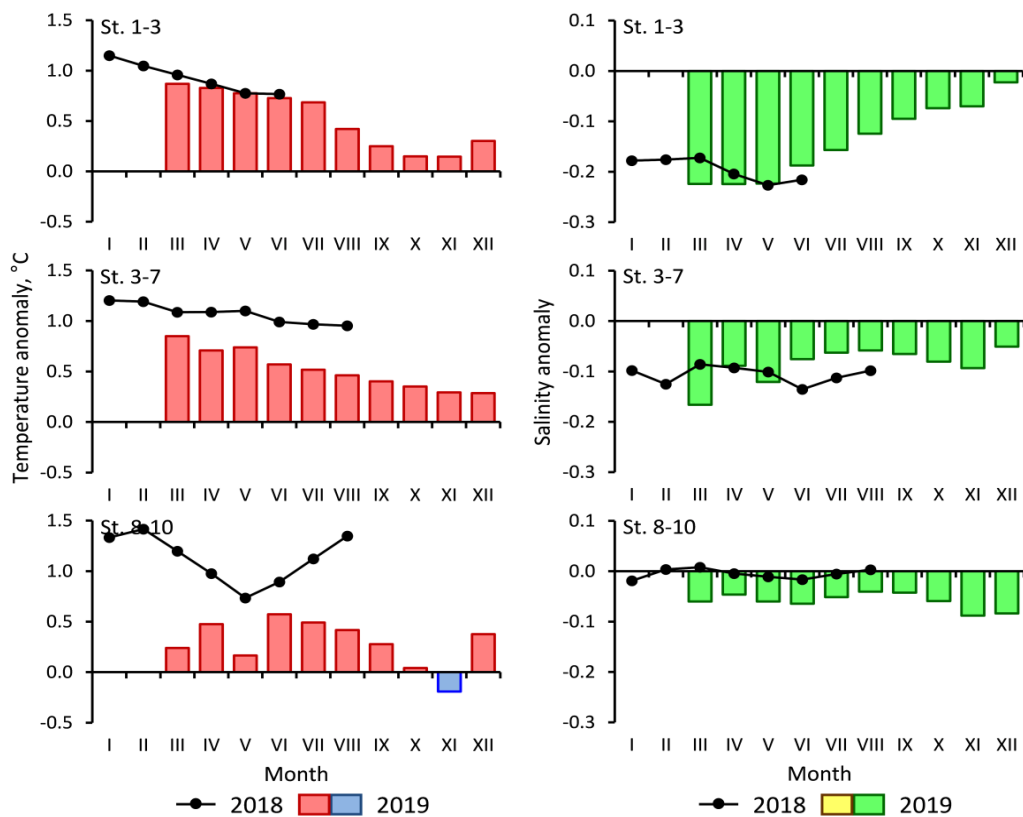 St. 1-3
1.5
1.0
0.5
0.0
-0.5
I II III IV V VI VII VIII IX X XI XII
St. 3-7
1.5
1.0
0.5
0.0
-0.5
I II III IV V VI VII VIII IX X XI XII
St. 8-10
1.5
1.0
0.5
0.0
-0.5
I II III IV V VI VII VIII IX X XI XII
Temperature anomaly, °C
Month
2018 2019
St. 1-3
0.1
0.0
-0.1
-0.2
-0.3
I II III IV V VI VII VIII IX X XI XII
St. 3-7
0.1
0.0
-0.1
-0.2
-0.3
I II III IV V VI VII VIII IX X XI XII
St. 8-10
0.1
0.0
-0.1
-0.2
-0.3
I II III IV V VI VII VIII IX X XI XII
Salinity anomaly
Month
2018 2019